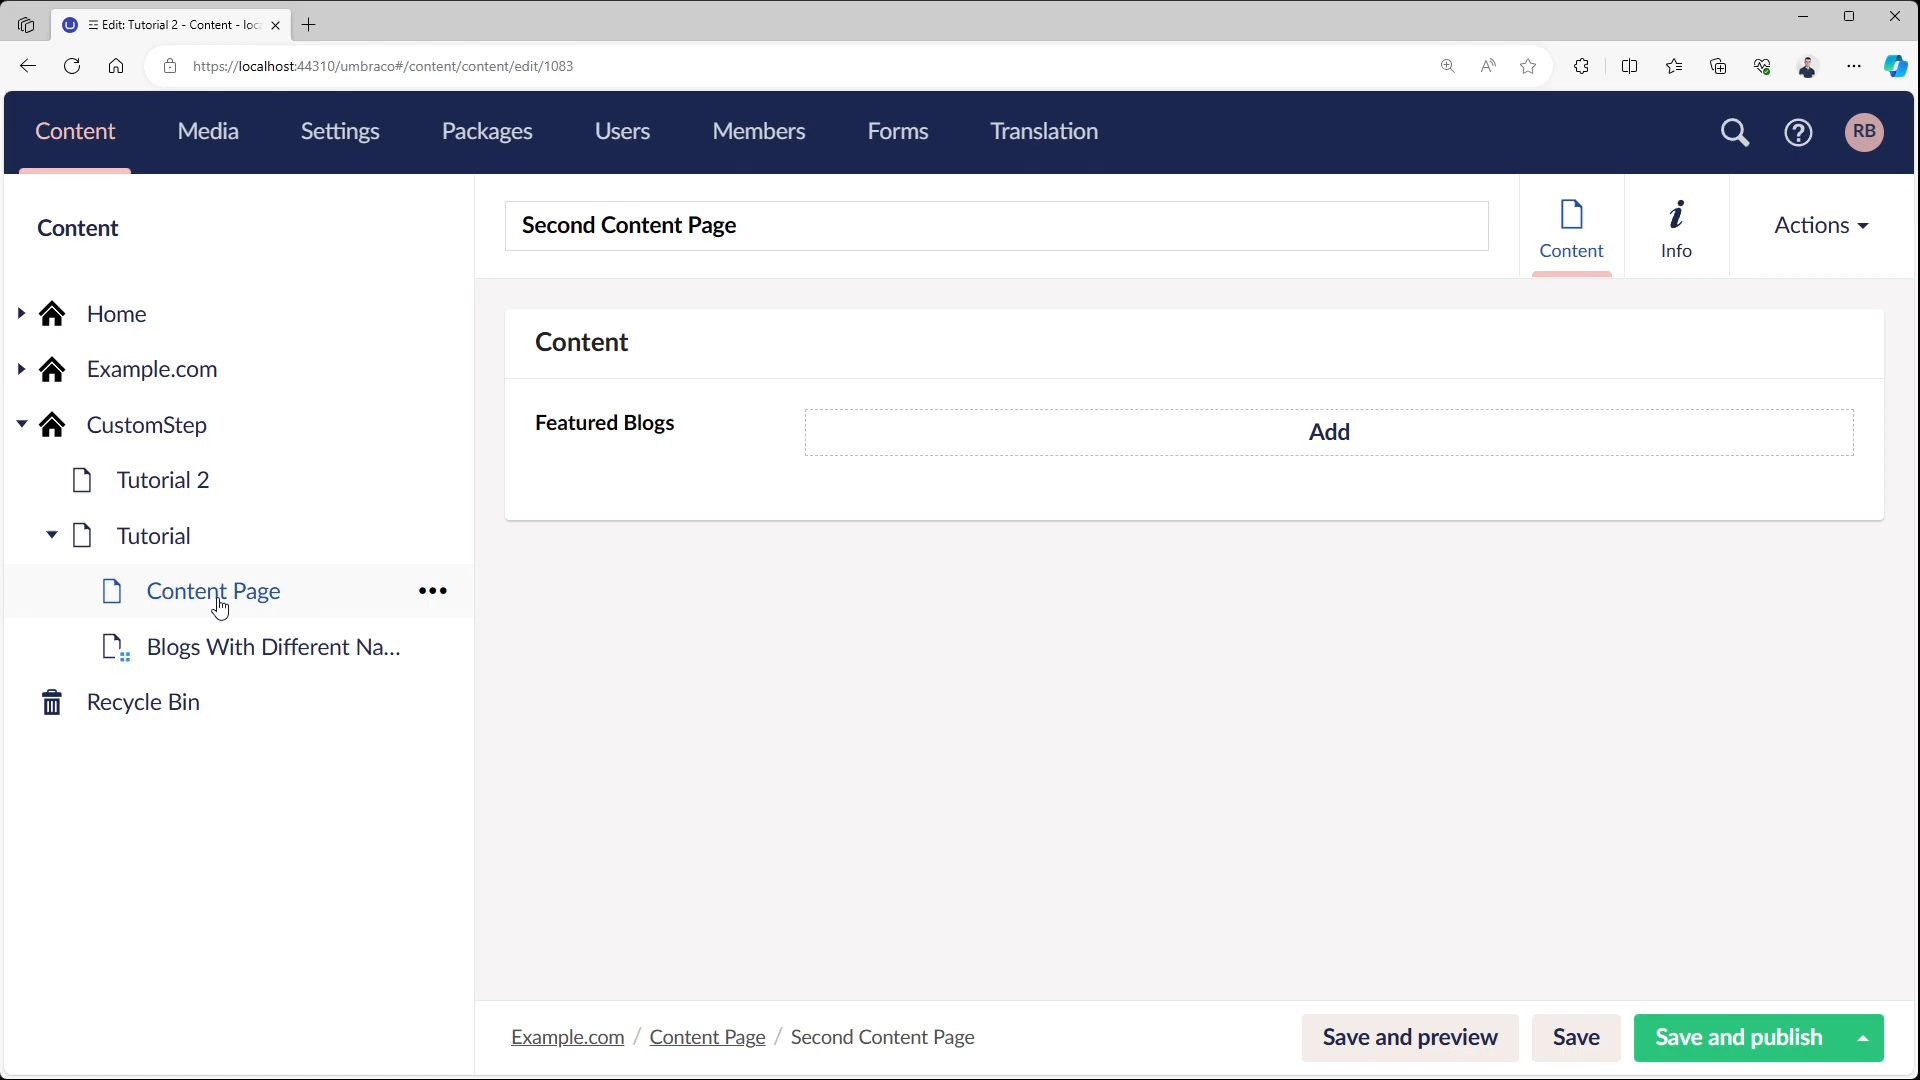 Edit: Tutorial 2 - Content - loc
https://localhost:44310/umbraco#/content/content/edit/1083
Content
Media
Settings
Packages
Users
Members
Forms
Translation
RB
Content
Home
Example.com
CustomStep
Tutorial 2
Tutorial
Content Page
Blogs With Different Na...
Recycle Bin
Second Content Page
Content
Info
Actions
Content
Featured Blogs
Add
Example.com / Content Page / Second Content Page
Save and preview
Save
Save and publish